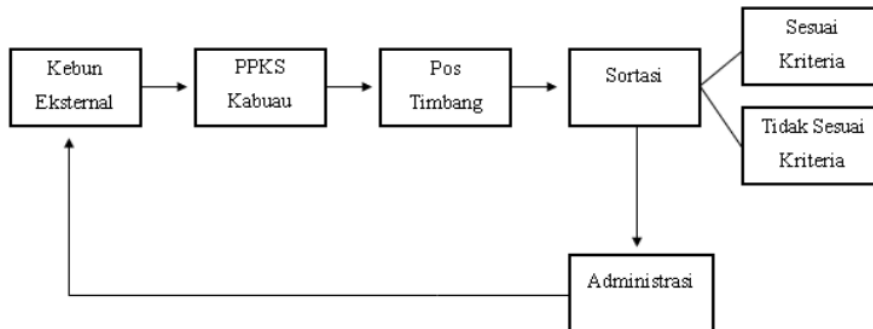 Kebun
Eksternal
PPKS
Kabuau
Pos
Timbang
Sortasi
Sesuai
Kriteria
Tidak Sesuai
Kriteria
Administrasi